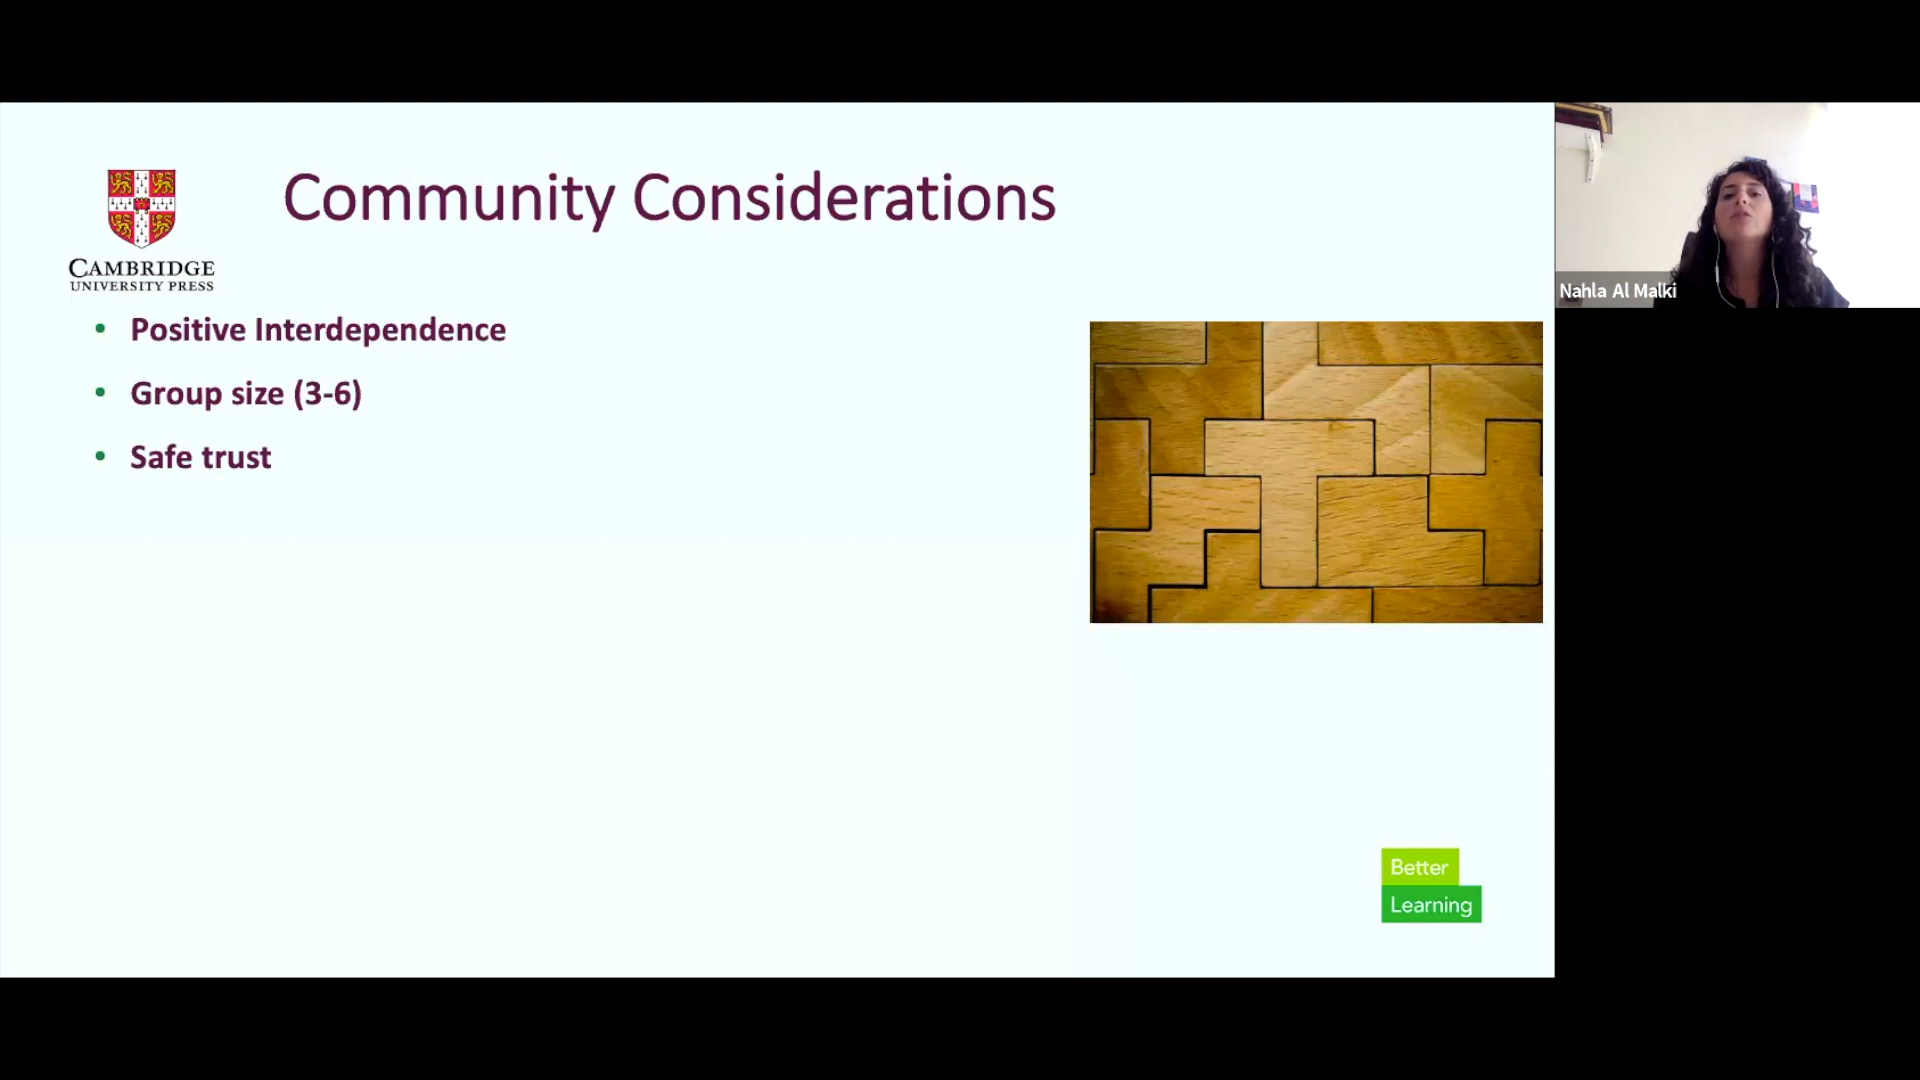 Community Considerations
CAMBRIDGE
UNIVERSITY PRESS
• Positive Interdependence
• Group size (3-6)
• Safe trust
Nahla Al Malki
Better
Learning